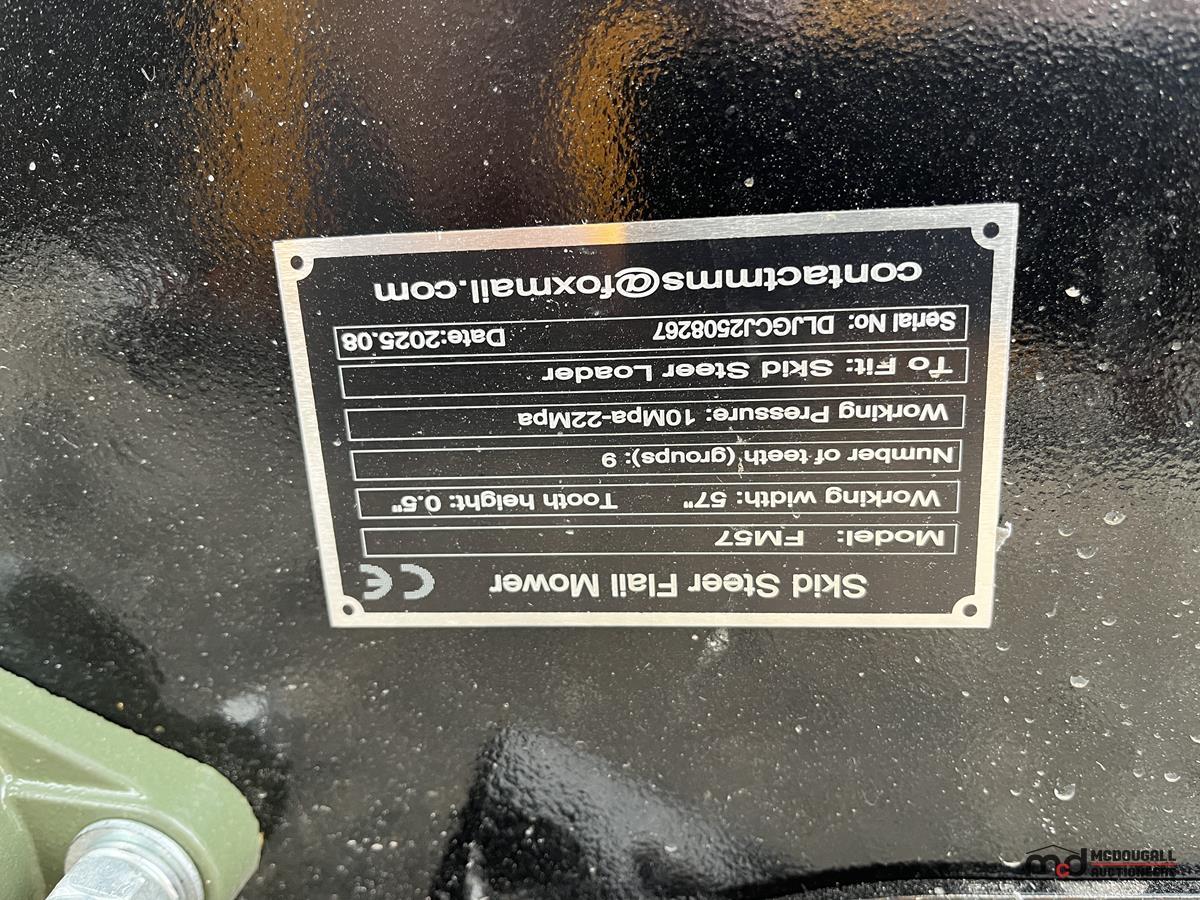 Skid Steer Flail Mower CE
Model: FM57
Working width: 57" Tooth height: 0.5"
Number of teeth (groups): 9
Working Pressure: 10Mpa-22Mpa
To Fit: Skid Steer Loader
Serial No: DLJGCJ2508267 Date:2025.08
contactmms@foxmail.com
mcd MCDOUGALL
AUCTIONEERS